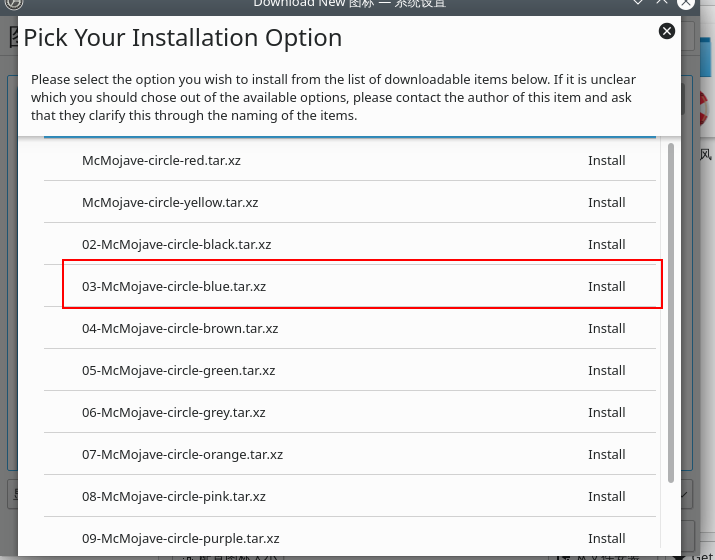 Download New 图标 — 系统设置
Pick Your Installation Option
Please select the option you wish to install from the list of downloadable items below. If it is unclear
which you should chose out of the available options, please contact the author of this item and ask
that they clarify this through the naming of the items.
McMojave-circle-red.tar.xz Install
McMojave-circle-yellow.tar.xz Install
02-McMojave-circle-black.tar.xz Install
03-McMojave-circle-blue.tar.xz Install
04-McMojave-circle-brown.tar.xz Install
05-McMojave-circle-green.tar.xz Install
06-McMojave-circle-grey.tar.xz Install
07-McMojave-circle-orange.tar.xz Install
08-McMojave-circle-pink.tar.xz Install
09-McMojave-circle-purple.tar.xz Install
风
Get